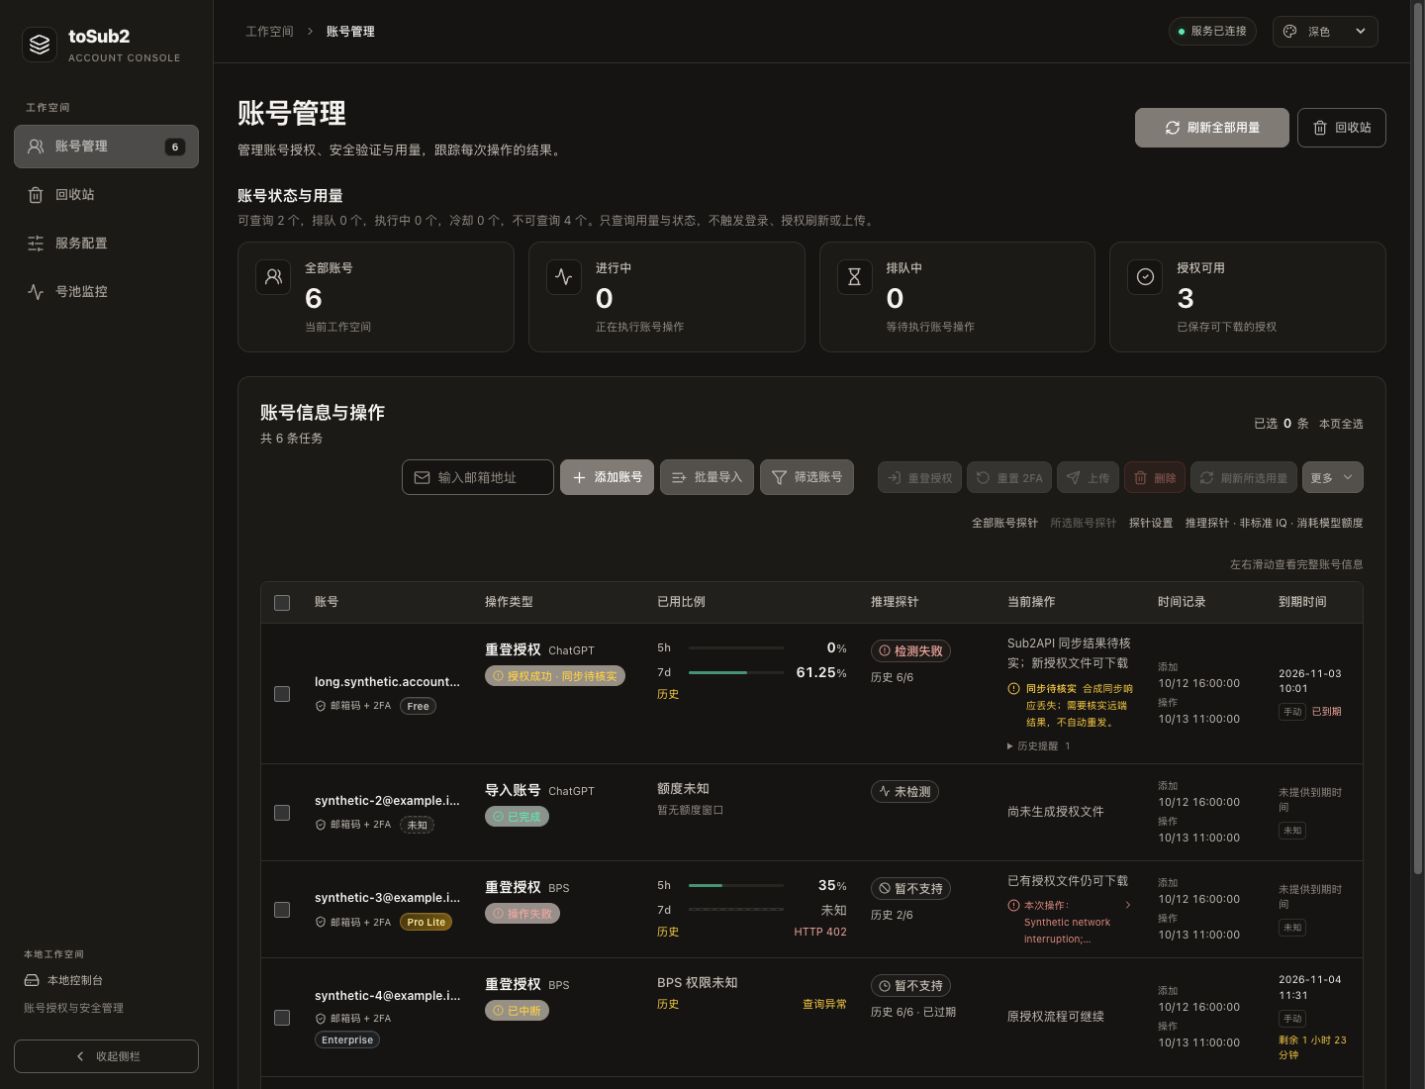 toSub2
ACCOUNT CONSOLE
工作空间
账号管理 6
回收站
服务配置
号池监控
本地工作空间
本地控制台
账号授权与安全管理
收起侧栏
工作空间 > 账号管理
服务已连接
深色
账号管理
管理账号授权、安全验证与用量，跟踪每次操作的结果。
刷新全部用量
回收站
账号状态与用量
可查询 2 个，排队 0 个，执行中 0 个，冷却 0 个，不可查询 4 个。只查询用量与状态，不触发登录、授权刷新或上传。
全部账号
6
当前工作空间
进行中
0
正在执行账号操作
排队中
0
等待执行账号操作
授权可用
3
已保存可下载的授权
账号信息与操作
共 6 条任务
已选 0 条 本页全选
输入邮箱地址
添加账号
批量导入
筛选账号
重登授权
重置 2FA
上传
删除
刷新所选用量
更多
全部账号探针 所选账号探针 探针设置 推理探针 · 非标准 IQ · 消耗模型额度
左右滑动查看完整账号信息
账号 操作类型 已用比例 推理探针 当前操作 时间记录 到期时间
long.synthetic.account...
邮箱码 + 2FA Free
重登授权 ChatGPT
授权成功 · 同步待核实
5h 0%
7d 61.25%
历史
检测失败
历史 6/6
Sub2API 同步结果待核
实；新授权文件可下载
同步待核实 合成同步响
应丢失；需要核实远端
结果，不自动重发。
历史提醒 1
添加
10/12 16:00:00
操作
10/13 11:00:00
2026-11-03
10:01
手动 已到期
synthetic-2@example.i...
邮箱码 + 2FA 未知
导入账号 ChatGPT
已完成
额度未知
暂无额度窗口
未检测
尚未生成授权文件
添加
10/12 16:00:00
操作
10/13 11:00:00
未提供到期时
间
未知
synthetic-3@example.i...
邮箱码 + 2FA Pro Lite
重登授权 BPS
操作失败
5h 35%
7d 未知
历史 HTTP 402
暂不支持
历史 2/6
已有授权文件仍可下载
本次操作：
Synthetic network
interruption;...
添加
10/12 16:00:00
操作
10/13 11:00:00
未提供到期时
间
未知
synthetic-4@example.i...
邮箱码 + 2FA
Enterprise
重登授权 BPS
已中断
BPS 权限未知
历史 查询异常
暂不支持
历史 6/6 · 已过期
原授权流程可继续
添加
10/12 16:00:00
操作
10/13 11:00:00
2026-11-04
11:31
手动
剩余 1 小时 23
分钟